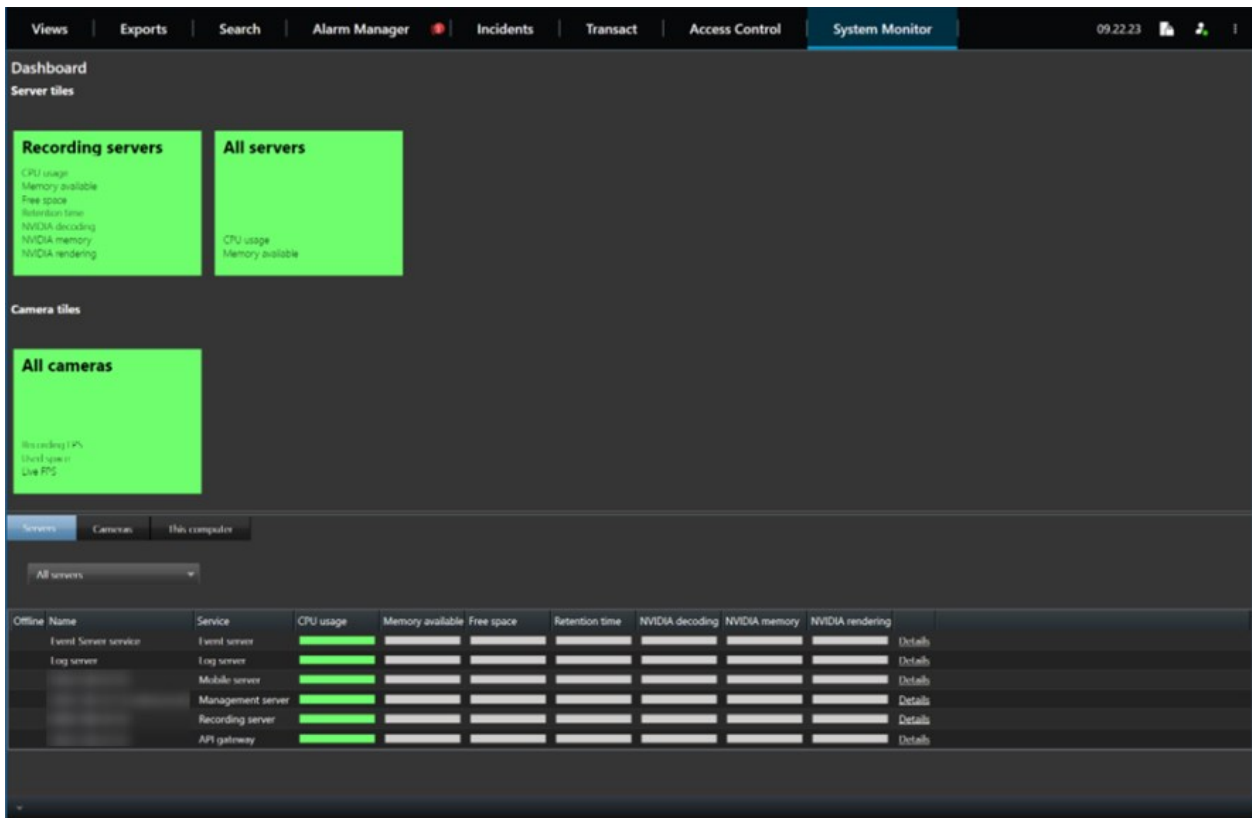 Views Exports Search Alarm Manager Incidents Transact Access Control System Monitor 09.22.23
Dashboard
Server tiles
Recording servers
CPU usage
Memory available
Free space
Retention time
NVIDIA decoding
NVIDIA memory
NVIDIA rendering
All servers
CPU usage
Memory available
Camera tiles
All cameras
Recording FPS
Used space
Live FPS
Servers Cameras This computer
All servers
Offline Name Service CPU usage Memory available Free space Retention time NVIDIA decoding NVIDIA memory NVIDIA rendering
Event Server service Event server Details
Log server Log server Details
Mobile server Details
Management server Details
Recording server Details
API gateway Details